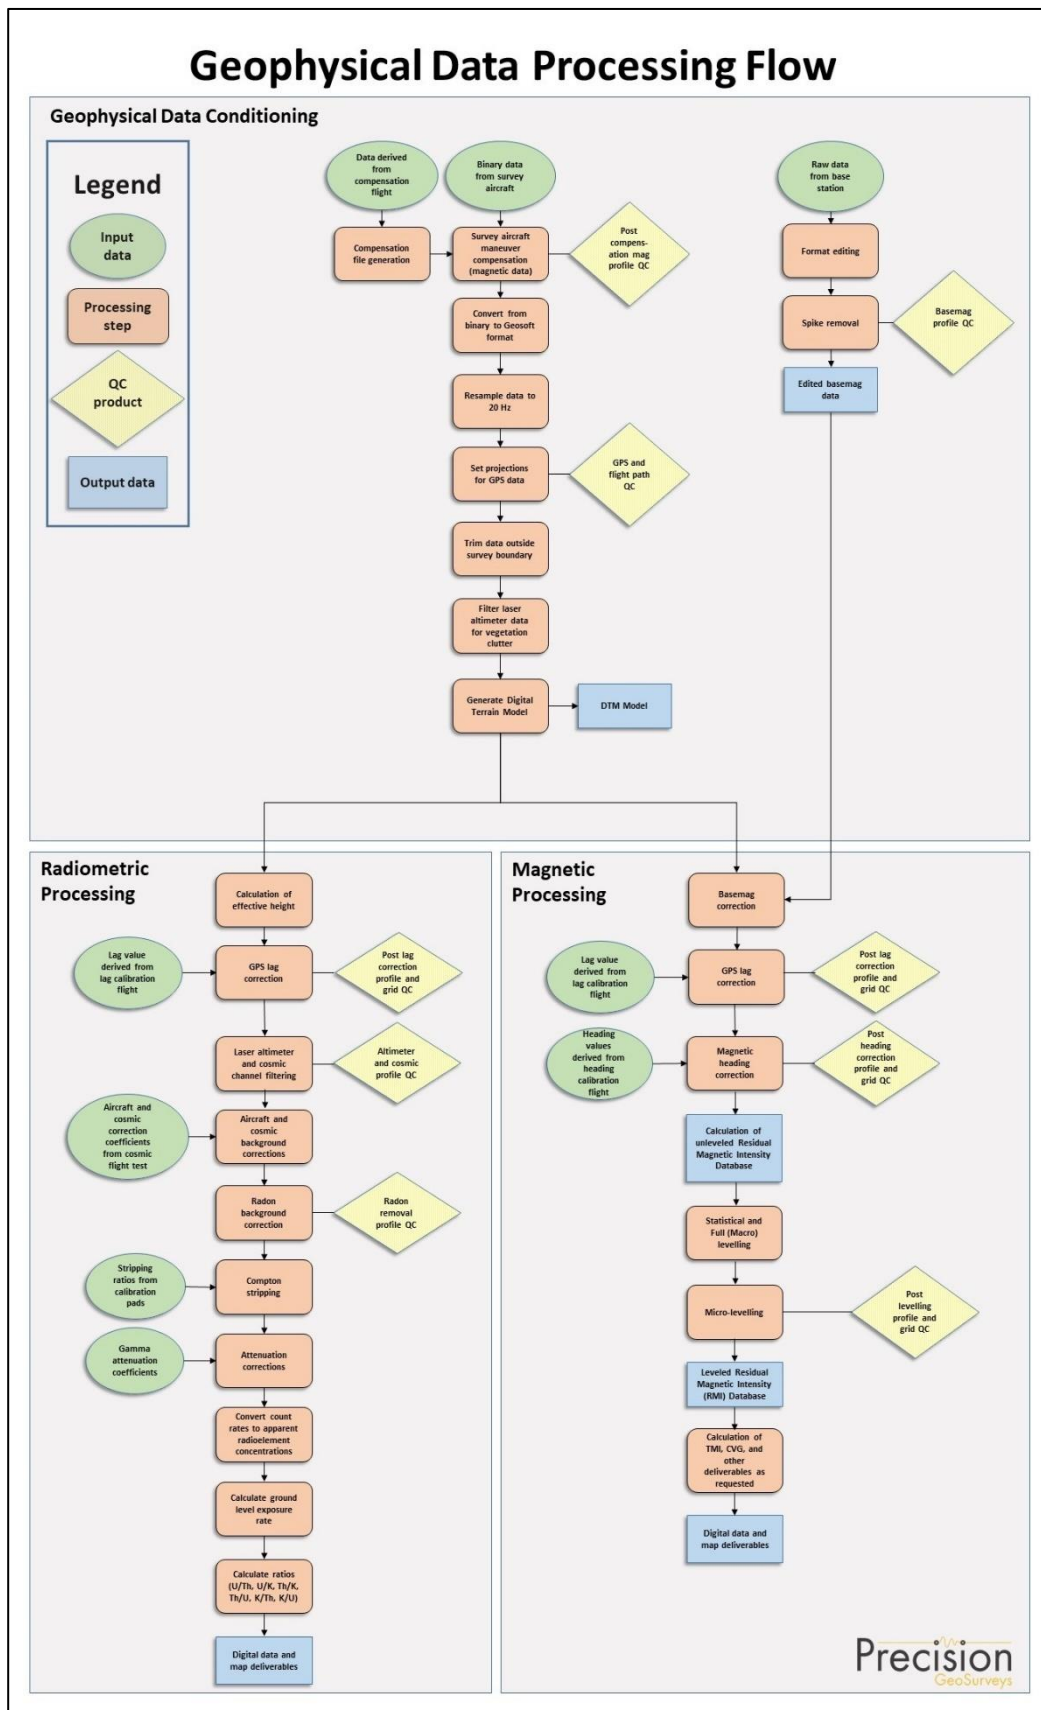 Geophysical Data Processing Flow
Geophysical Data Conditioning
Legend
Input
data
Processing
step
QC
product
Output data
Data derived
from
compensation
flight
Binary data
from survey
aircraft
Raw data
from base
station
Compensation
file generation
Survey aircraft
maneuver
compensation
(magnetic data)
Post
compens-
ation mag
profile QC
Format editing
Convert from
binary to Geosoft
format
Spike removal
Basemag
profile QC
Resample data to
20 Hz
Edited basemag
data
Set projections
for GPS data
GPS and
flight path
QC
Trim data outside
survey boundary
Filter laser
altimeter data
for vegetation
clutter
Generate Digital
Terrain Model
DTM Model
Radiometric
Processing
Calculation of
effective height
Lag value
derived from
lag calibration
flight
GPS lag
correction
Post lag
correction
profile and
grid QC
Laser altimeter
and cosmic
channel filtering
Altimeter
and cosmic
profile QC
Aircraft and
cosmic
correction
coefficients
from cosmic
flight test
Aircraft and
cosmic
background
corrections
Radon
background
correction
Radon
removal
profile QC
Stripping
ratios from
calibration
pads
Compton
stripping
Gamma
attenuation
coefficients
Attenuation
corrections
Convert count
rates to apparent
radioelement
concentrations
Calculate ground
level exposure
rate
Calculate ratios
(U/Th, U/K, Th/K,
Th/U, K/Th, K/U)
Digital data and
map deliverables
Magnetic
Processing
Basemag
correction
Lag value
derived from
lag calibration
flight
GPS lag
correction
Post lag
correction
profile and
grid QC
Heading
values
derived from
heading
calibration
flight
Magnetic
heading
correction
Post
heading
correction
profile and
grid QC
Calculation of
unleveled Residual
Magnetic Intensity
Database
Statistical and
Full (Macro)
levelling
Micro-levelling
Post
levelling
profile and
grid QC
Leveled Residual
Magnetic Intensity
(RMI) Database
Calculation of
TMI, CVG, and
other
deliverables as
requested
Digital data and
map deliverables
Precision
GeoSurveys